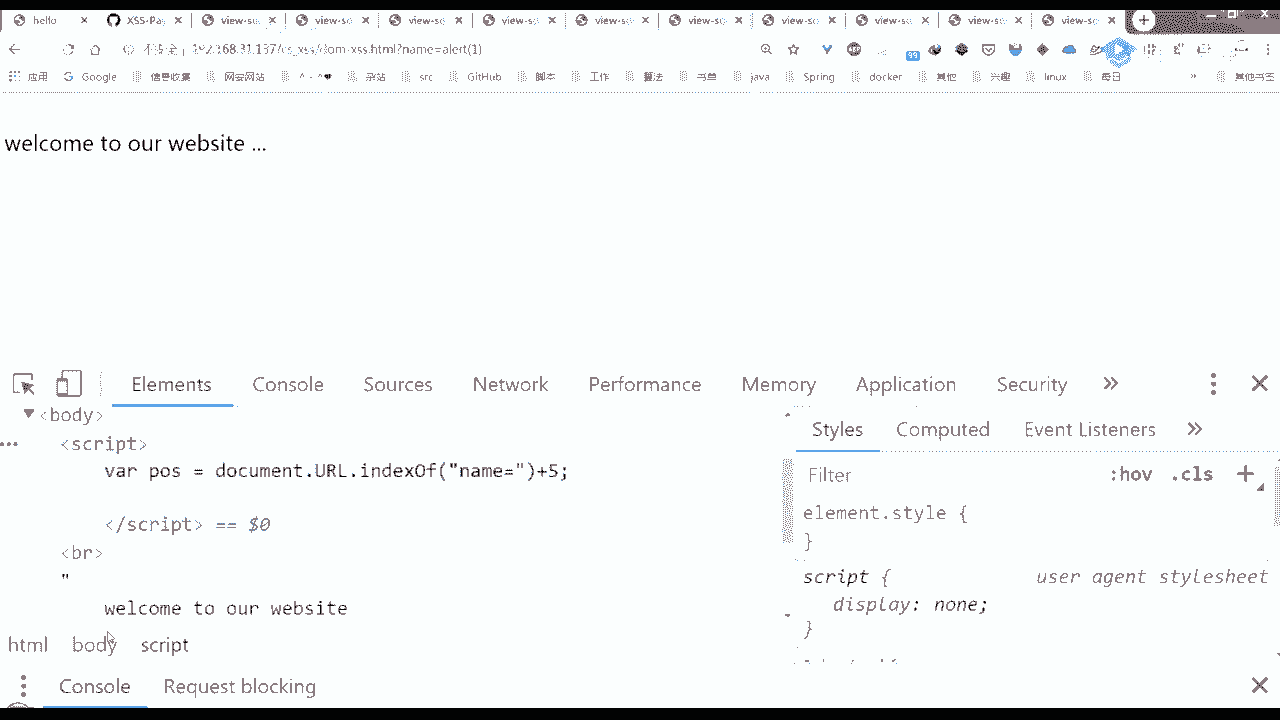 hello XSS-Pay view-so view-so view-so view-so view-so view-so view-so view-so view-so view-so
192.168.31.137 dom-xss.html?name=alert(1)
应用 Google 信息收集 网安网站 杂站 src GitHub 脚本 工作 算法 书单 java Spring docker 其他 兴趣 linux 每日 » 其他书签
99
welcome to our website ...
Elements Console Sources Network Performance Memory Application Security »
<body>
<script>
var pos = document.URL.indexOf("name=")+5;
</script> == $0
<br>
"
welcome to our website
html body script
Styles Computed Event Listeners »
Filter :hov .cls +
element.style {
}
script { user agent stylesheet
display: none;
}
Console Request blocking